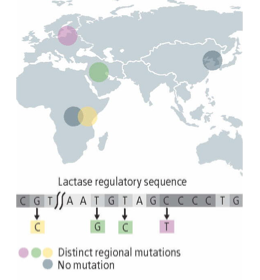 Lactase regulatory sequence
C G T A A T G T A G C C C C T G
C G C T
Distinct regional mutations
No mutation